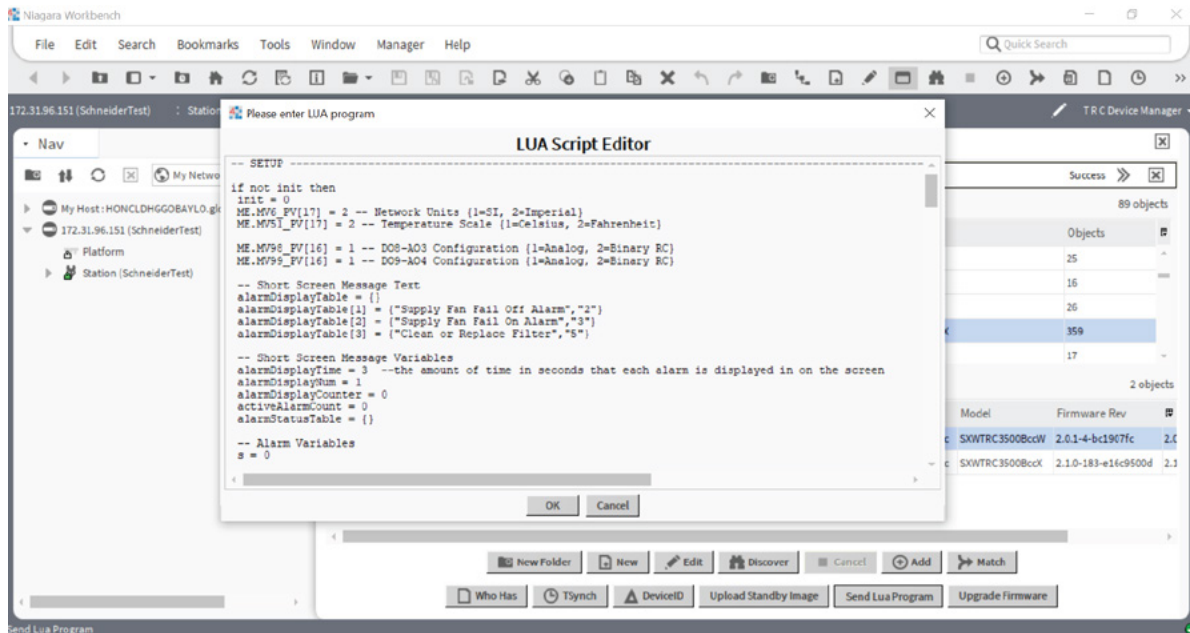 Niagara Workbench
File Edit Search Bookmarks Tools Window Manager Help
Quick Search
172.31.96.151 (SchneiderTest) : Station
TRC Device Manager
Please enter LUA program
LUA Script Editor
Nav
My Netwo
My Host : HONCLDHGGOBAYLO.gl
172.31.96.151 (SchneiderTest)
Platform
Station (SchneiderTest)
-- SETUP
if not init then
init = 0
ME.MV6_PV[17] = 2 -- Network Units {1=SI, 2=Imperial}
ME.MV51_PV[17] = 2 -- Temperature Scale {1=Celsius, 2=Fahrenheit}
ME.MV98_PV[16] = 1 -- DO8-AO3 Configuration {1=Analog, 2=Binary RC}
ME.MV99_PV[16] = 1 -- DO9-AO4 Configuration {1=Analog, 2=Binary RC}
-- Short Screen Message Text
alarmDisplayTable = {}
alarmDisplayTable[1] = {"Supply Fan Fail Off Alarm","2"}
alarmDisplayTable[2] = {"Supply Fan Fail On Alarm","3"}
alarmDisplayTable[3] = {"Clean or Replace Filter","5"}
-- Short Screen Message Variables
alarmDisplayTime = 3 --the amount of time in seconds that each alarm is displayed in on the screen
alarmDisplayNum = 1
alarmDisplayCounter = 0
activeAlarmCount = 0
alarmStatusTable = {}
-- Alarm Variables
s = 0
OK Cancel
Success
89 objects
Objects
25
16
26
X 359
17
2 objects
Model Firmware Rev
c SXWTRC3500BccW 2.0.1-4-bc1907fc 2.0
c SXWTRC3500BccX 2.1.0-183-e16c9500d 2.1
New Folder New Edit Discover Cancel Add Match
Who Has TSynch DeviceID Upload Standby Image Send Lua Program Upgrade Firmware
Send Lua Program